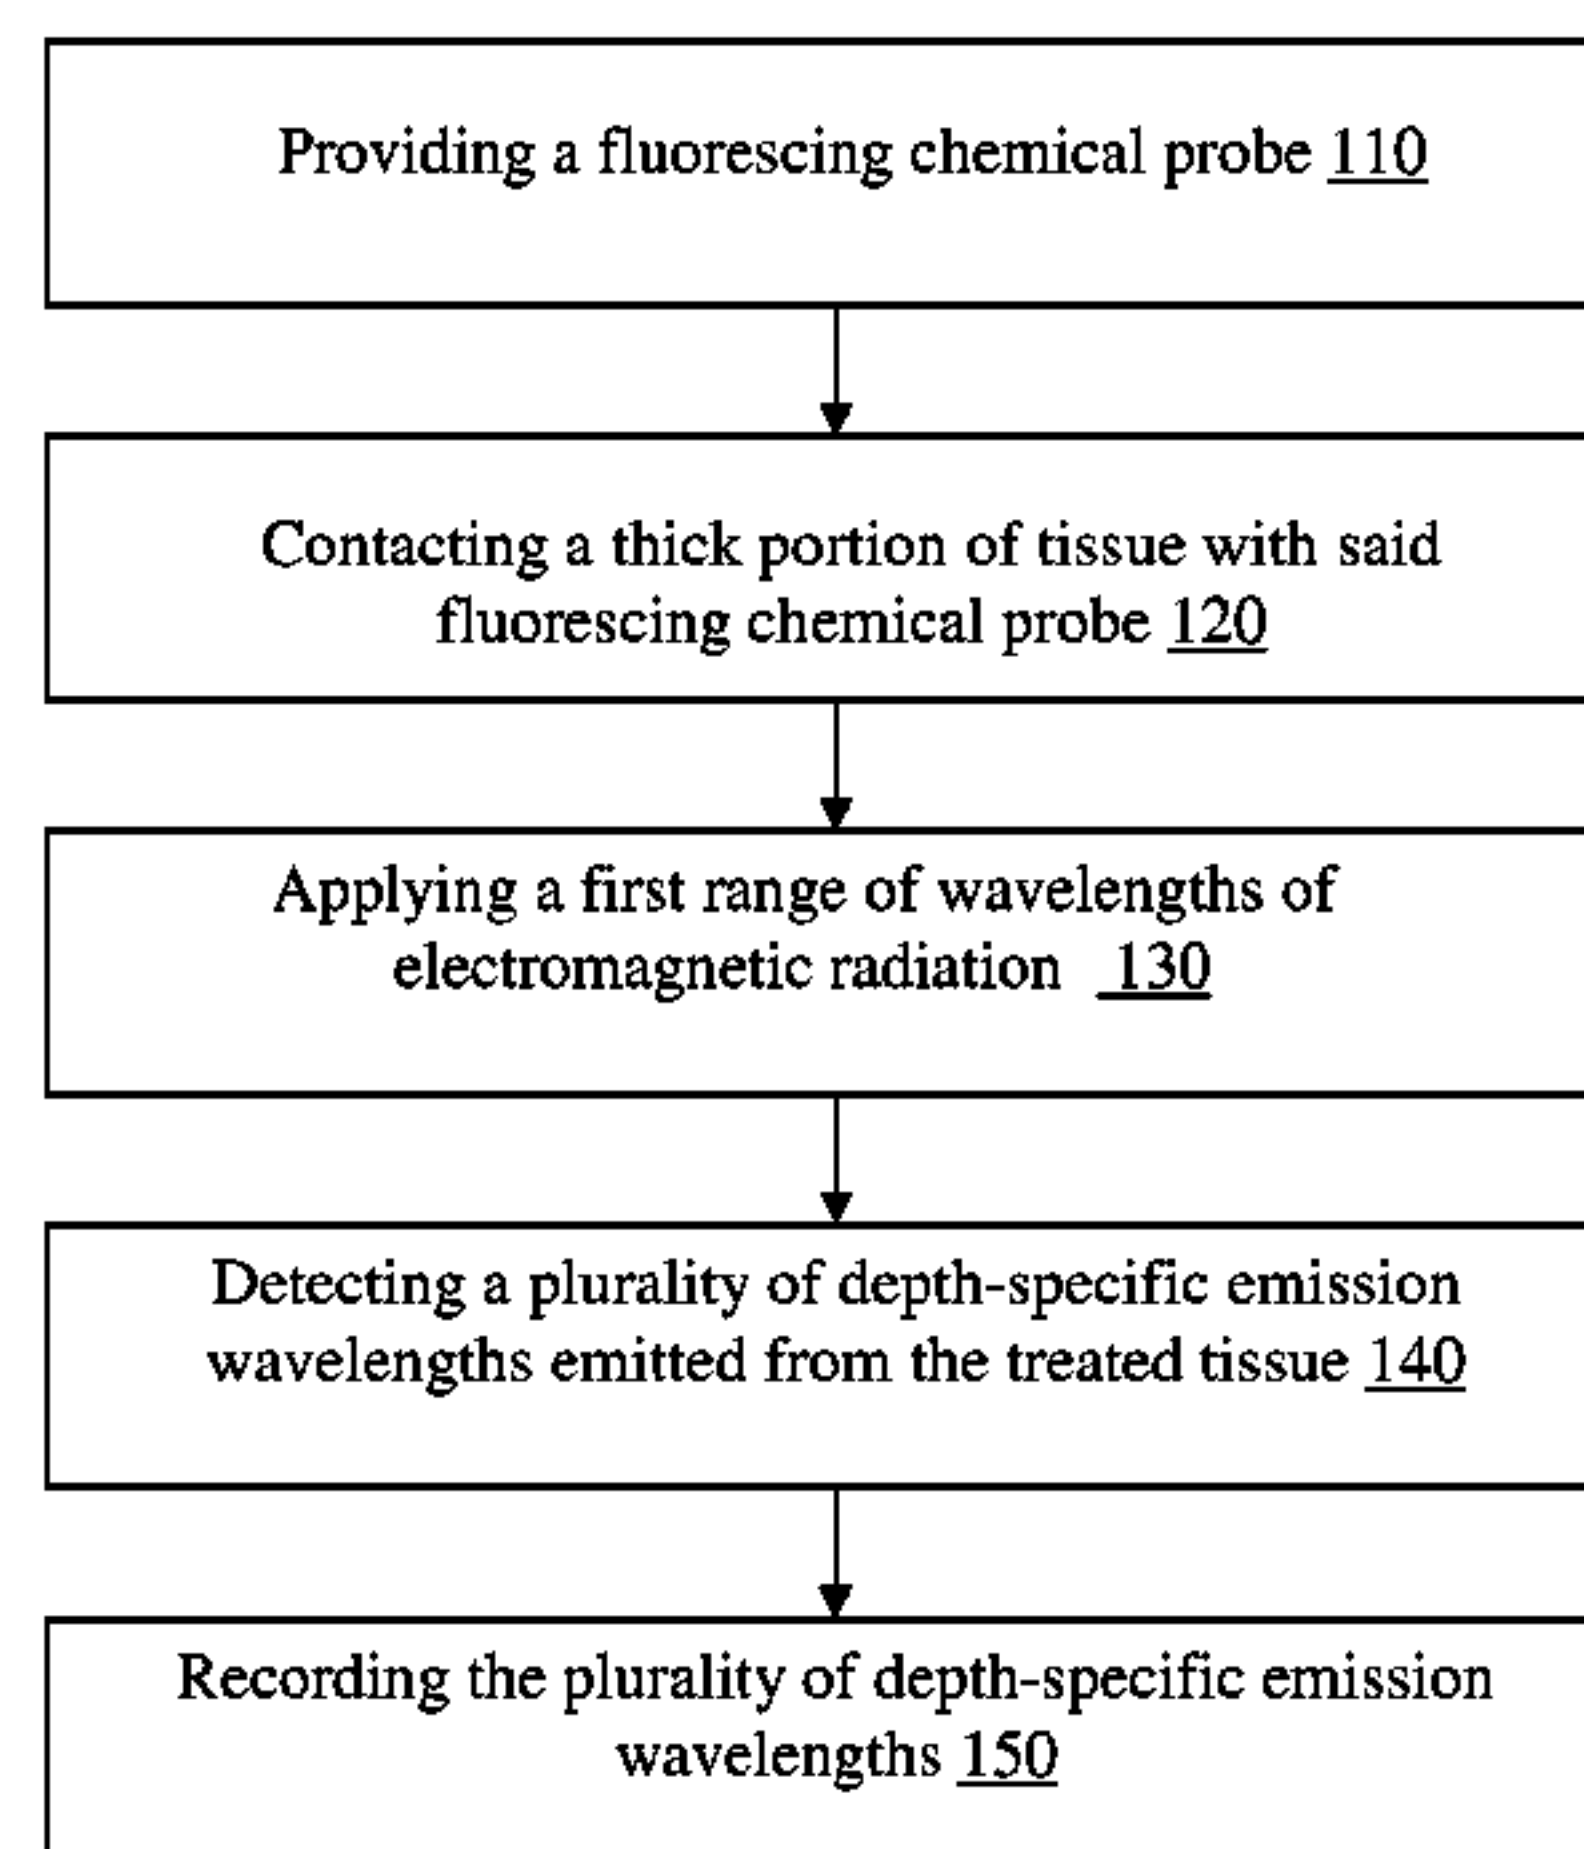 Providing a fluorescing chemical probe 110
Contacting a thick portion of tissue with said
fluorescing chemical probe 120
Applying a first range of wavelengths of
electromagnetic radiation 130
Detecting a plurality of depth-specific emission
wavelengths emitted from the treated tissue 140
Recording the plurality of depth-specific emission
wavelengths 150